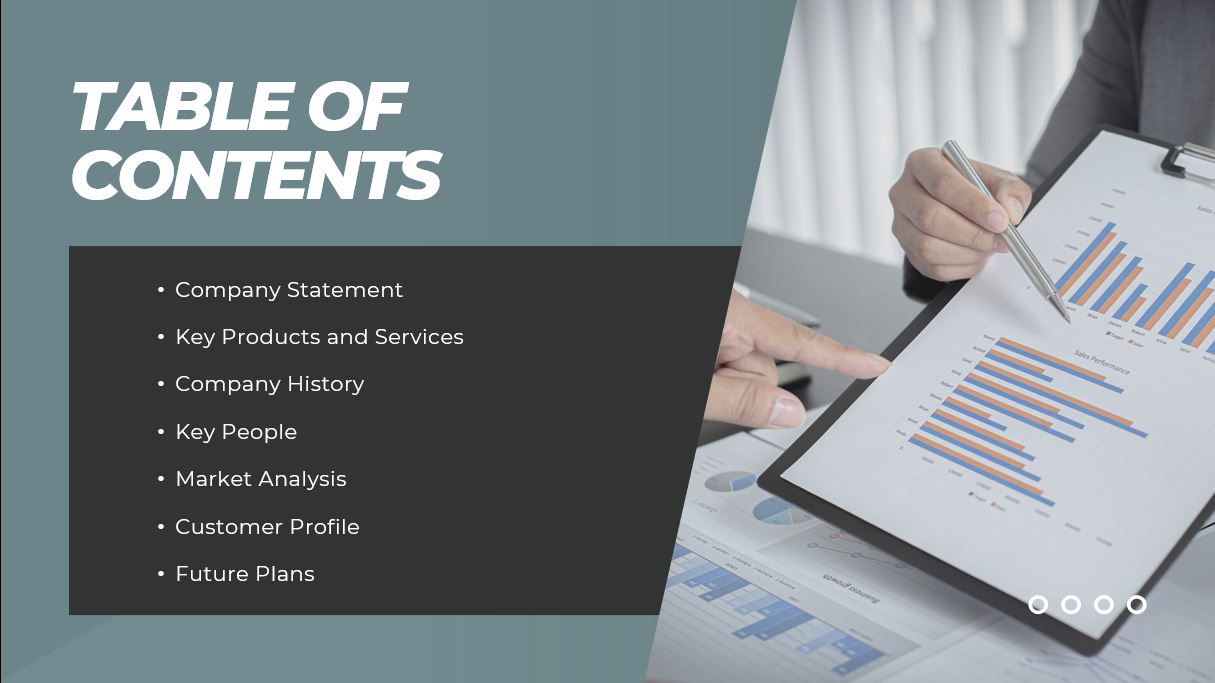 TABLE OF
CONTENTS
• Company Statement
• Key Products and Services
• Company History
• Key People
• Market Analysis
• Customer Profile
• Future Plans
Sales Performance
Business growth